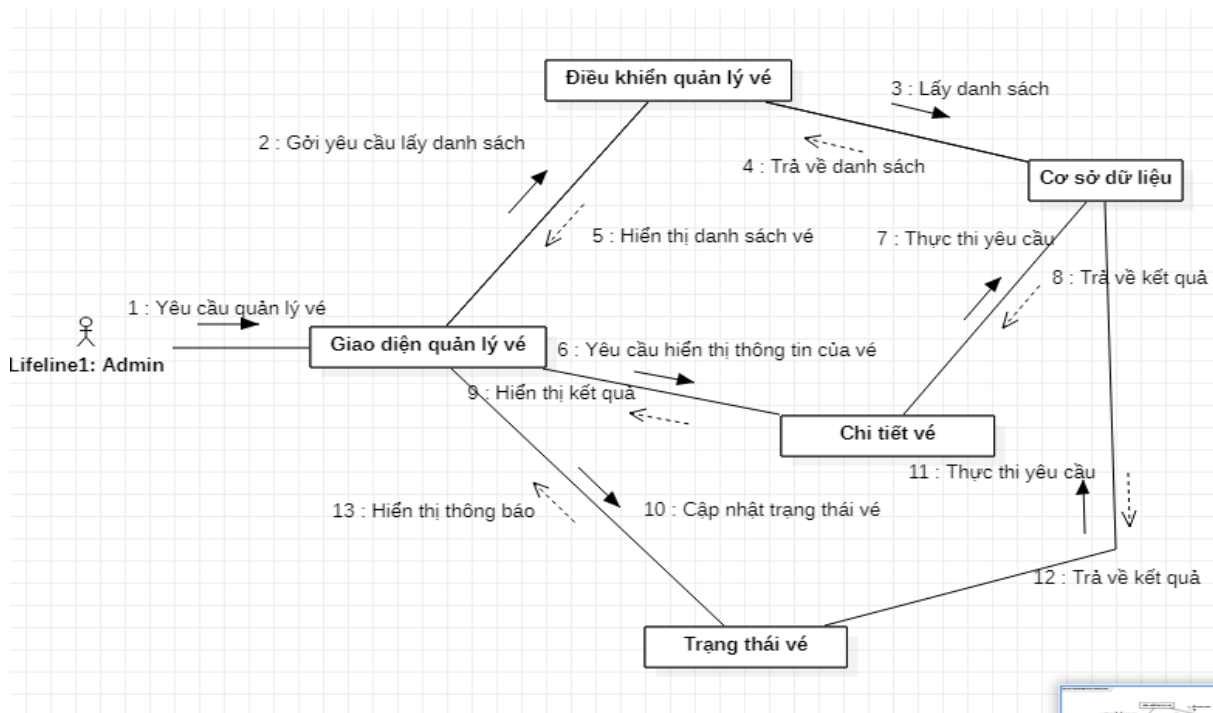 Điều khiển quản lý vé
3 : Lấy danh sách
2 : Gởi yêu cầu lấy danh sách
4 : Trả về danh sách
Cơ sở dữ liệu
5 : Hiển thị danh sách vé
7 : Thực thi yêu cầu
8 : Trả về kết quả
1 : Yêu cầu quản lý vé
Giao diện quản lý vé
6 : Yêu cầu hiển thị thông tin của vé
Lifeline1: Admin
9 : Hiển thị kết quả
Chi tiết vé
11 : Thực thi yêu cầu
13 : Hiển thị thông báo
10 : Cập nhật trạng thái vé
12 : Trả về kết quả
Trạng thái vé